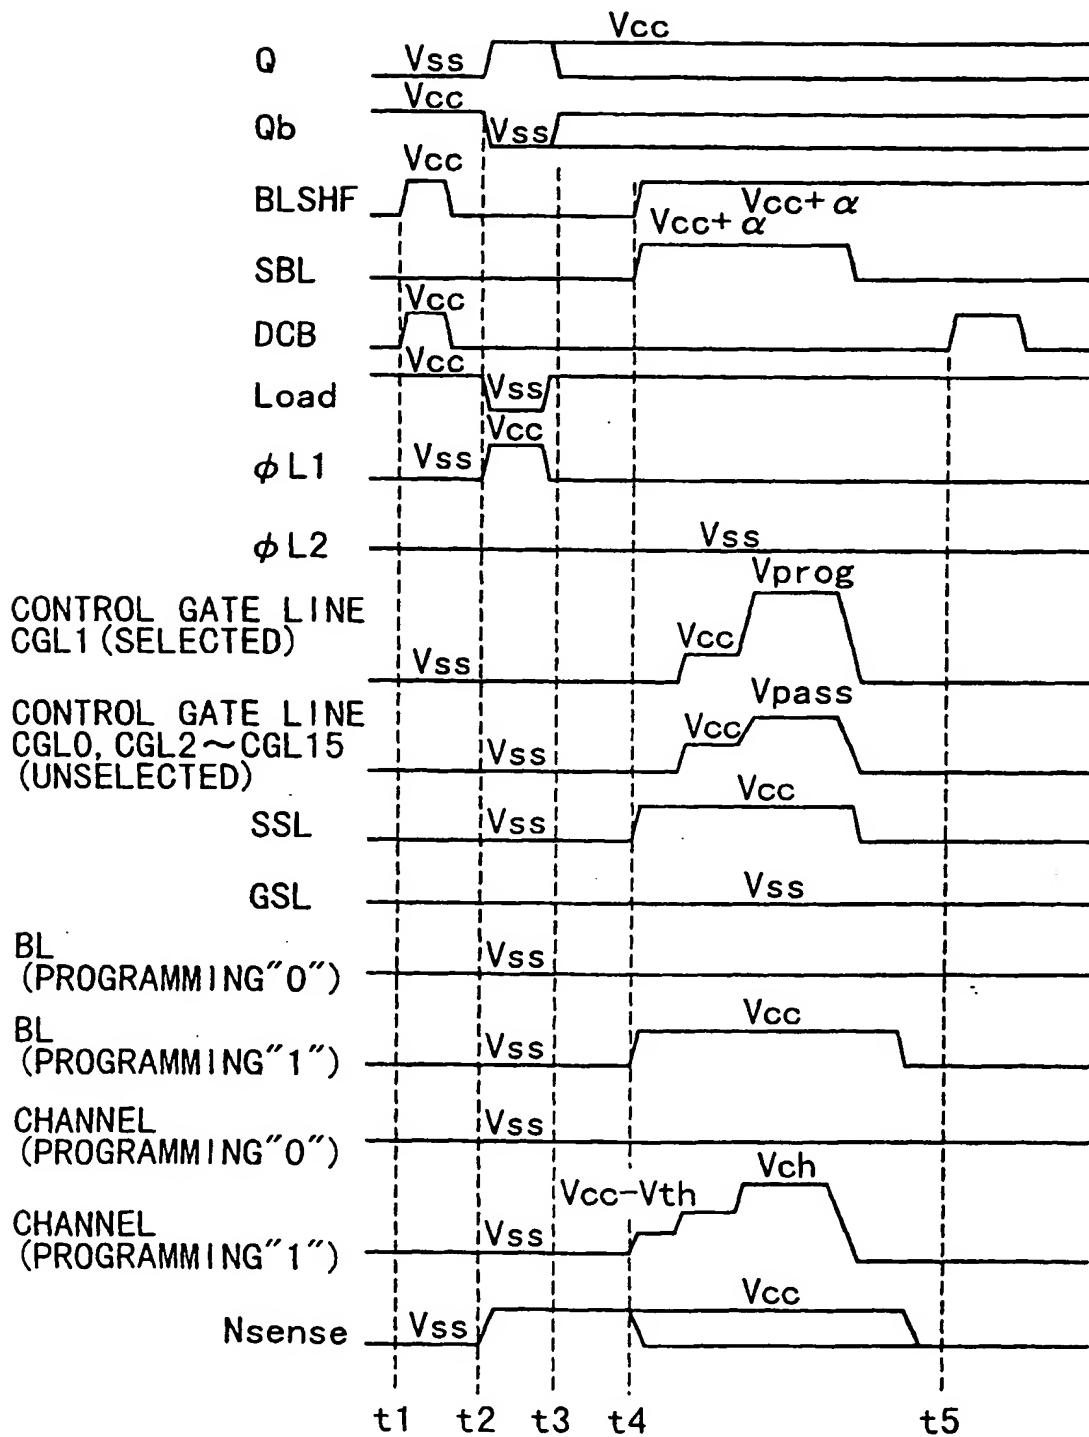 Vcc
Q Vss
Vcc
Qb Vss
Vcc
BLSHF Vcc+α
Vcc+α
SBL
Vcc
DCB
Vcc
Load Vss
Vcc
φL1 Vss
φL2 Vss
Vprog
CONTROL GATE LINE
CGL1(SELECTED) Vss Vcc
Vpass
CONTROL GATE LINE
CGL0, CGL2~CGL15 Vss Vcc
(UNSELECTED)
SSL Vss Vcc
GSL Vss
BL
(PROGRAMMING"0") Vss
BL Vcc
(PROGRAMMING"1") Vss
CHANNEL
(PROGRAMMING"0") Vss
Vcc-Vth Vch
CHANNEL
(PROGRAMMING"1") Vss
Vcc
Nsense Vss
t1 t2 t3 t4 t5